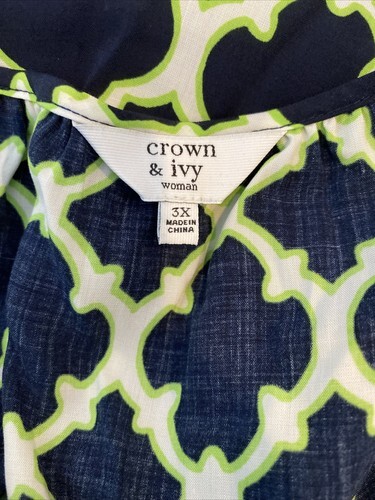 crown
& ivy
woman
3X
MADE IN
CHINA